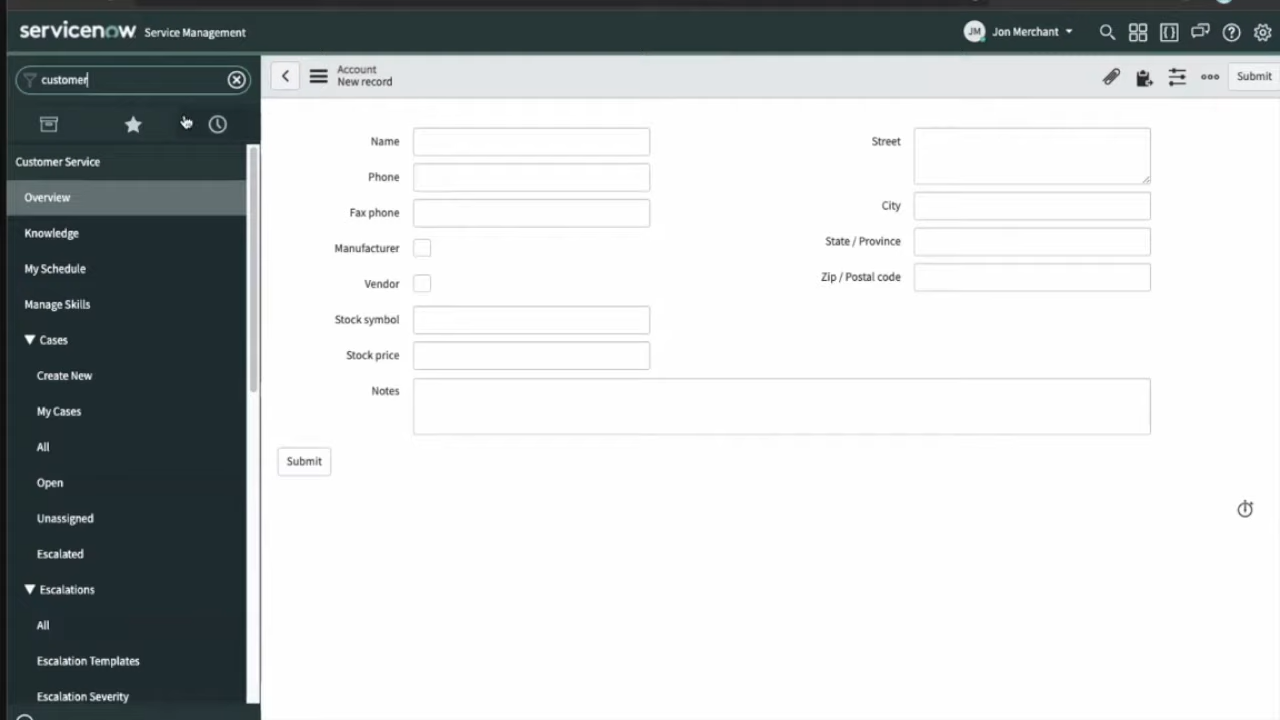 servicenow Service Management
JM Jon Merchant
customer
Account
New record
Submit
Customer Service
Overview
Knowledge
My Schedule
Manage Skills
Cases
Create New
My Cases
All
Open
Unassigned
Escalated
Escalations
All
Escalation Templates
Escalation Severity
Name
Phone
Fax phone
Manufacturer
Vendor
Stock symbol
Stock price
Notes
Street
City
State / Province
Zip / Postal code
Submit